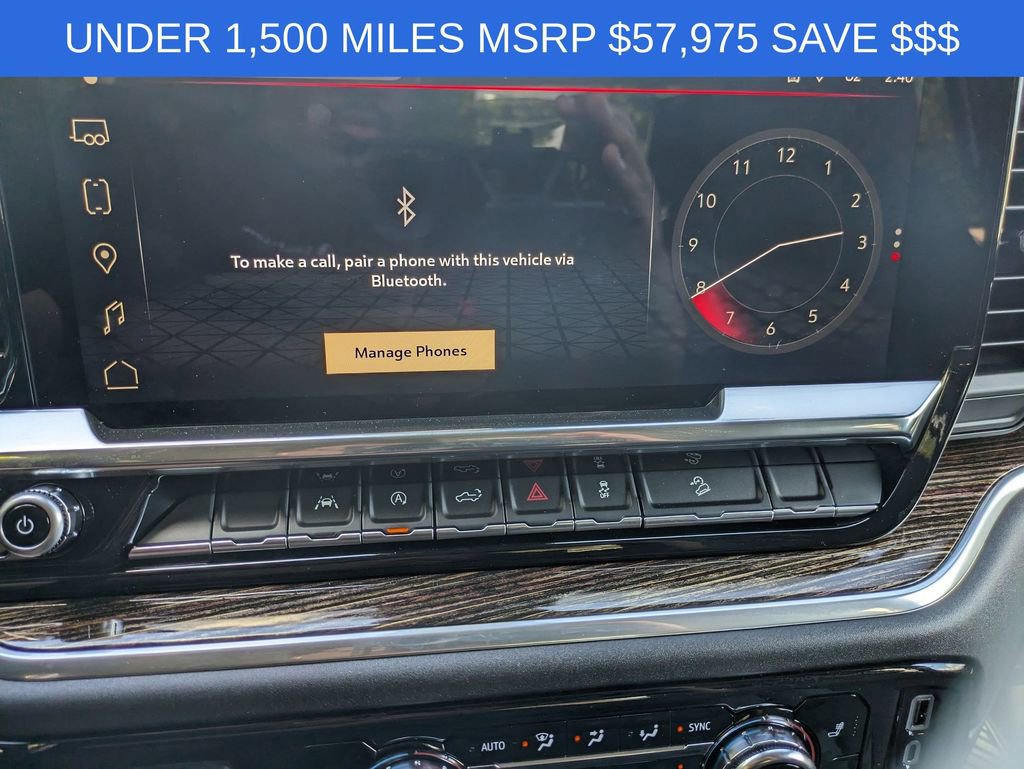 UNDER 1,500 MILES MSRP $57,975 SAVE $$$
To make a call, pair a phone with this vehicle via
Bluetooth.
Manage Phones
12
11
1
10
2
9
3
8
4
7
5
6
A
OFF
AUTO
SYNC